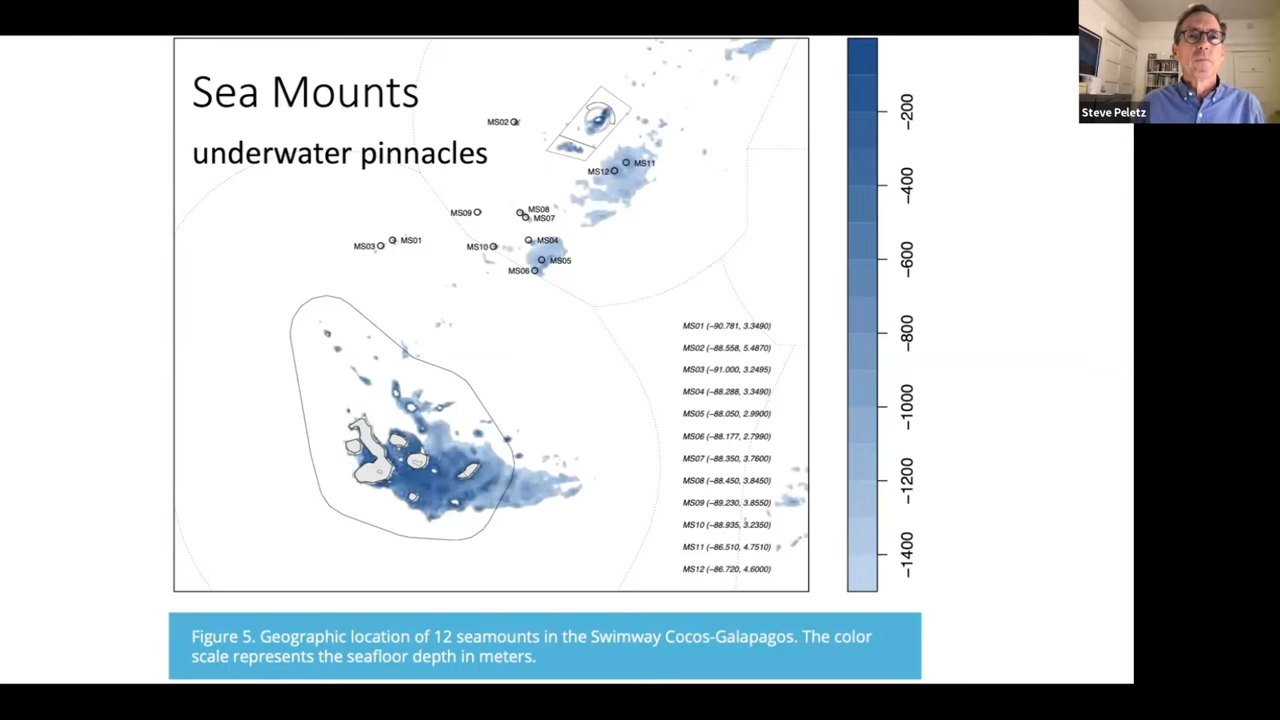 Sea Mounts
underwater pinnacles
MS02
MS11
MS12
MS09
MS08
MS07
MS03
MS01
MS10
MS04
MS05
MS06
MS01 (−90.781, 3.3490)
MS02 (−88.558, 5.4870)
MS03 (−91.000, 3.2495)
MS04 (−88.288, 3.3490)
MS05 (−88.050, 2.9900)
MS06 (−88.177, 2.7990)
MS07 (−88.350, 3.7600)
MS08 (−88.450, 3.8450)
MS09 (−89.230, 3.8550)
MS10 (−88.935, 3.2350)
MS11 (−86.510, 4.7510)
MS12 (−86.720, 4.6000)
−200
−400
−600
−800
−1000
−1200
−1400
Figure 5. Geographic location of 12 seamounts in the Swimway Cocos-Galapagos. The color
scale represents the seafloor depth in meters.
Steve Peletz